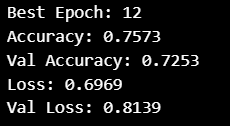 Best Epoch: 12
Accuracy: 0.7573
Val Accuracy: 0.7253
Loss: 0.6969
Val Loss: 0.8139